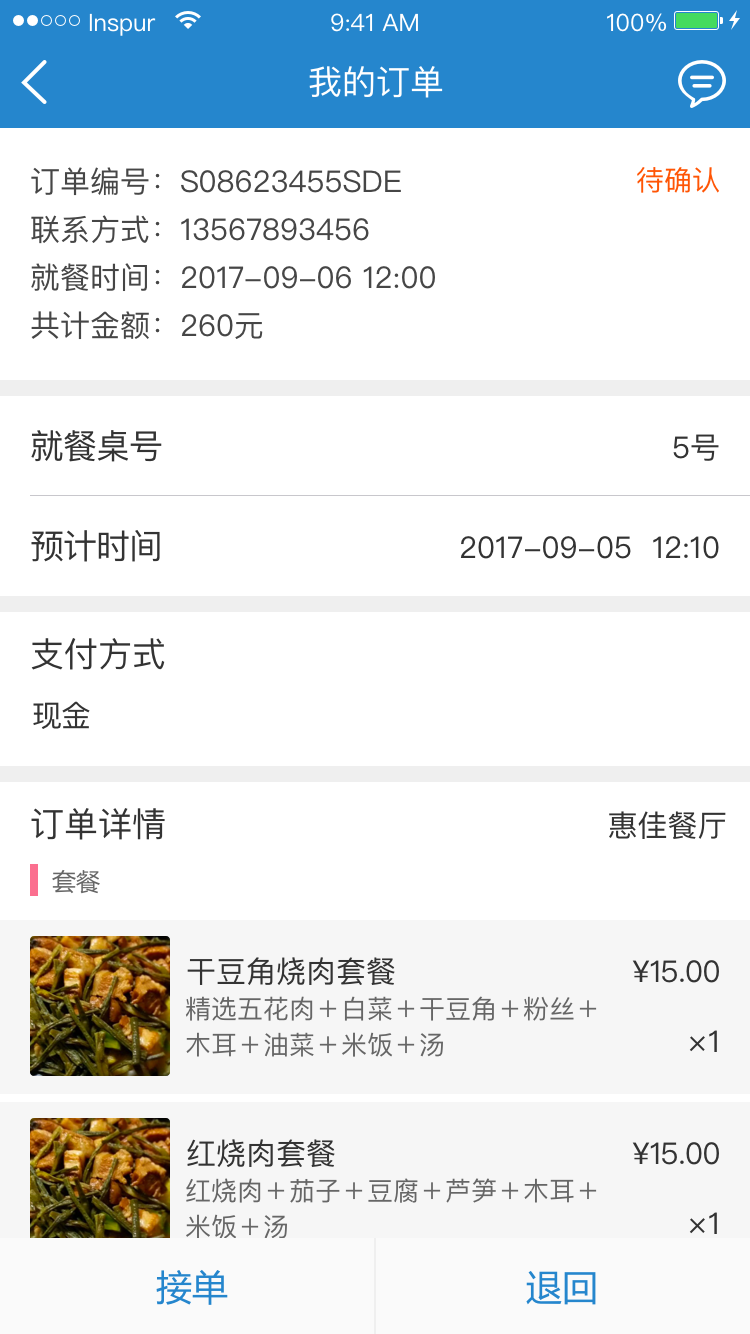 Inspur 9:41 AM 100%
我的订单
订单编号：S08623455SDE 待确认
联系方式：13567893456
就餐时间：2017-09-06 12:00
共计金额：260元
就餐桌号 5号
预计时间 2017-09-05 12:10
支付方式
现金
订单详情 惠佳餐厅
套餐
干豆角烧肉套餐 ¥15.00
精选五花肉＋白菜＋干豆角＋粉丝＋
木耳＋油菜＋米饭＋汤 ×1
红烧肉套餐 ¥15.00
红烧肉＋茄子＋豆腐＋芦笋＋木耳＋
米饭＋汤 ×1
接单 退回